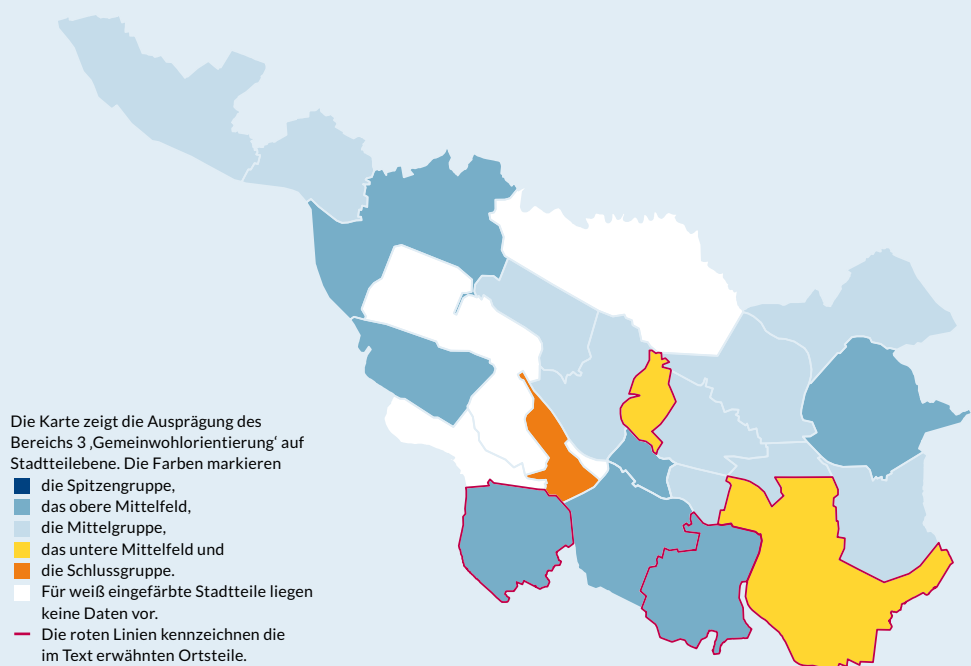 Die Karte zeigt die Ausprägung des
Bereichs 3 ‚Gemeinwohlorientierung‘ auf
Stadtteilebene. Die Farben markieren
die Spitzengruppe,
das obere Mittelfeld,
die Mittelgruppe,
das untere Mittelfeld und
die Schlussgruppe.
Für weiß eingefärbte Stadtteile liegen
keine Daten vor.
Die roten Linien kennzeichnen die
im Text erwähnten Ortsteile.